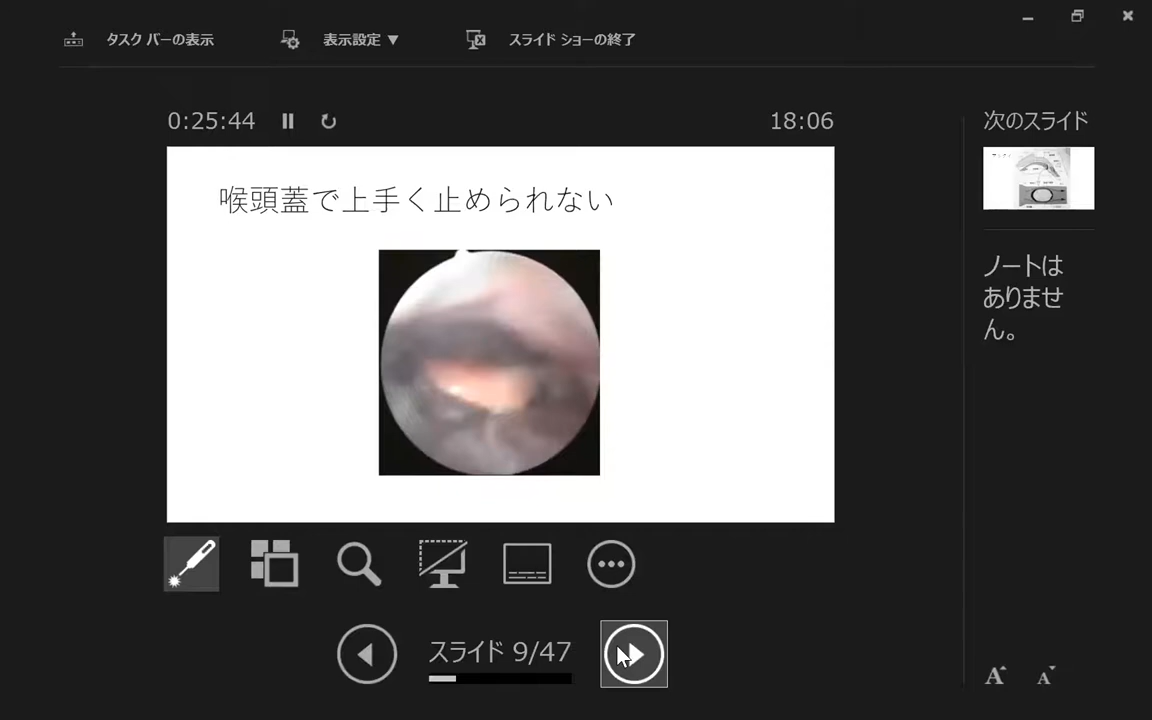 タスク バーの表示
表示設定 ▼
スライド ショーの終了
0:25:44
18:06
次のスライド
喉頭蓋で上手く止められない
ノートは
ありませ
ん。
スライド 9/47
A
A